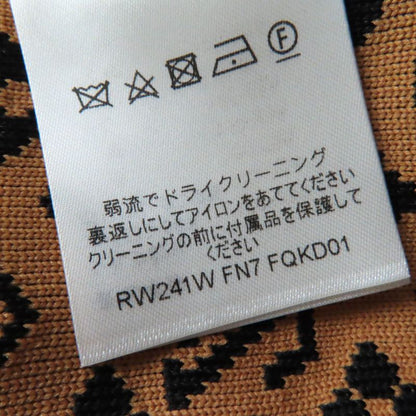 F
弱流でドライクリーニング
裏返しにしてアイロンをあててください
クリーニングの前に付属品を保護して
ください
RW241W FN7 FQKD01